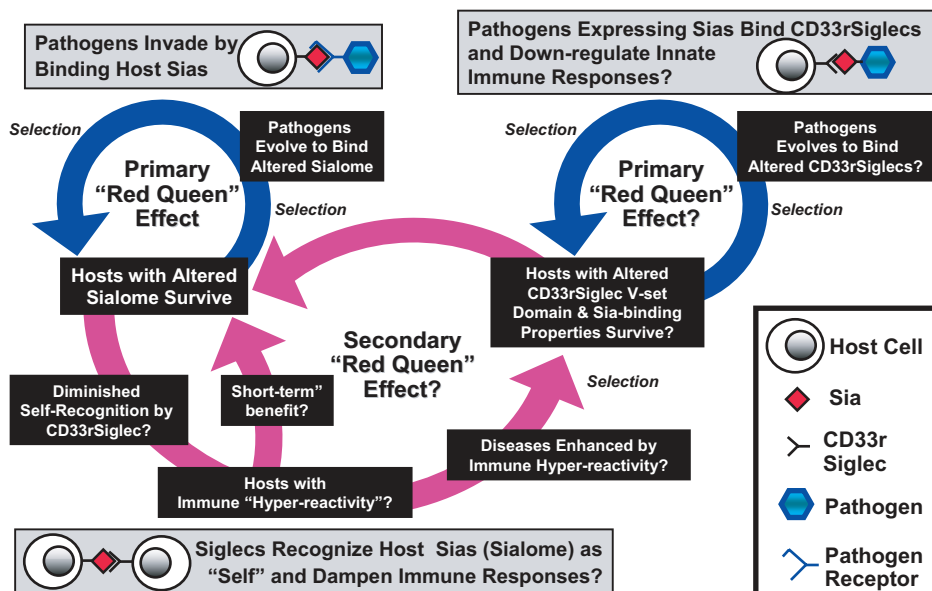 Pathogens Invade by
Binding Host Sias
Pathogens Expressing Sias Bind CD33rSiglecs
and Down-regulate Innate
Immune Responses?
Selection
Pathogens
Evolve to Bind
Altered Sialome
Primary
“Red Queen”
Effect
Selection
Hosts with Altered
Sialome Survive
Selection
Pathogens
Evolves to Bind
Altered CD33rSiglecs?
Primary
“Red Queen”
Effect?
Selection
Hosts with Altered
CD33rSiglec V-set
Domain & Sia-binding
Properties Survive?
Secondary
“Red Queen”
Effect?
Selection
Diminished
Self-Recognition by
CD33rSiglec?
Short-term”
benefit?
Diseases Enhanced by
Immune Hyper-reactivity?
Hosts with
Immune “Hyper-reactivity”?
Siglecs Recognize Host Sias (Sialome) as
“Self” and Dampen Immune Responses?
Host Cell
Sia
CD33r
Siglec
Pathogen
Pathogen
Receptor